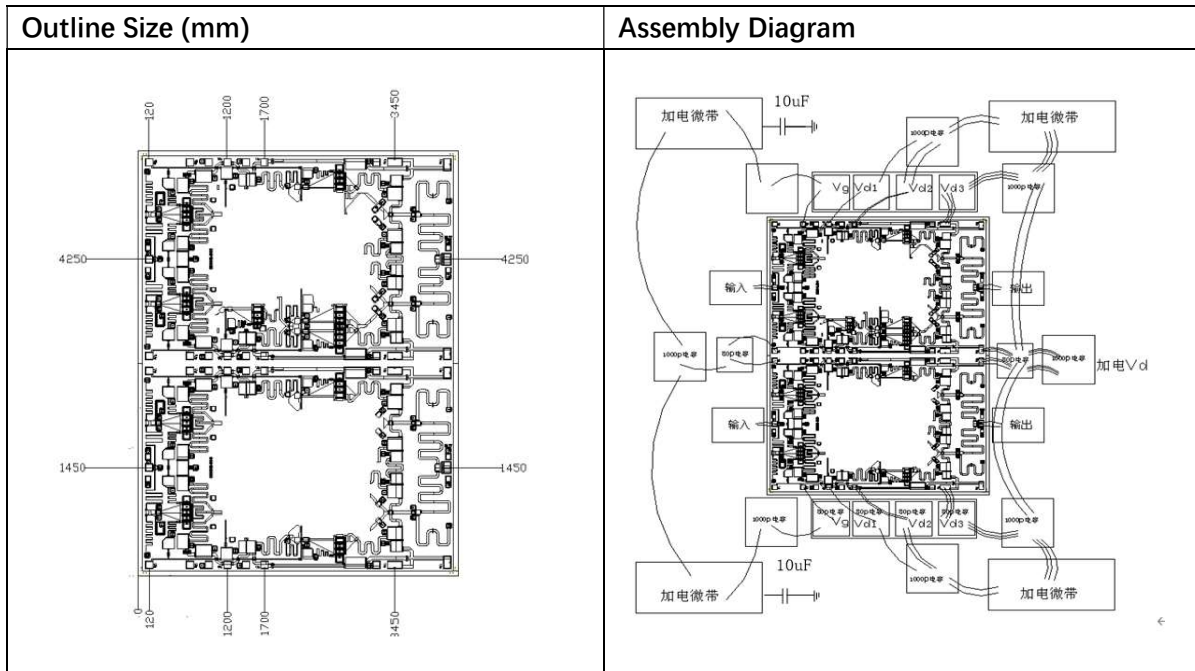 Outline Size (mm)
Assembly Diagram
120
1200
1700
3450
4250
4250
1450
1450
0
120
1200
1700
3450
加电微带
10uF
1000p电容
加电微带
Vg
Vd1
Vd2
Vd3
1000p电容
输入
输出
1000p电容
80p电容
80p电容
1000p电容
加电Vd
输入
输出
1000p电容
80p电容
80p电容
80p电容
80p电容
Vg
Vd1
Vd2
Vd3
1000p电容
1000p电容
加电微带
10uF
加电微带
←